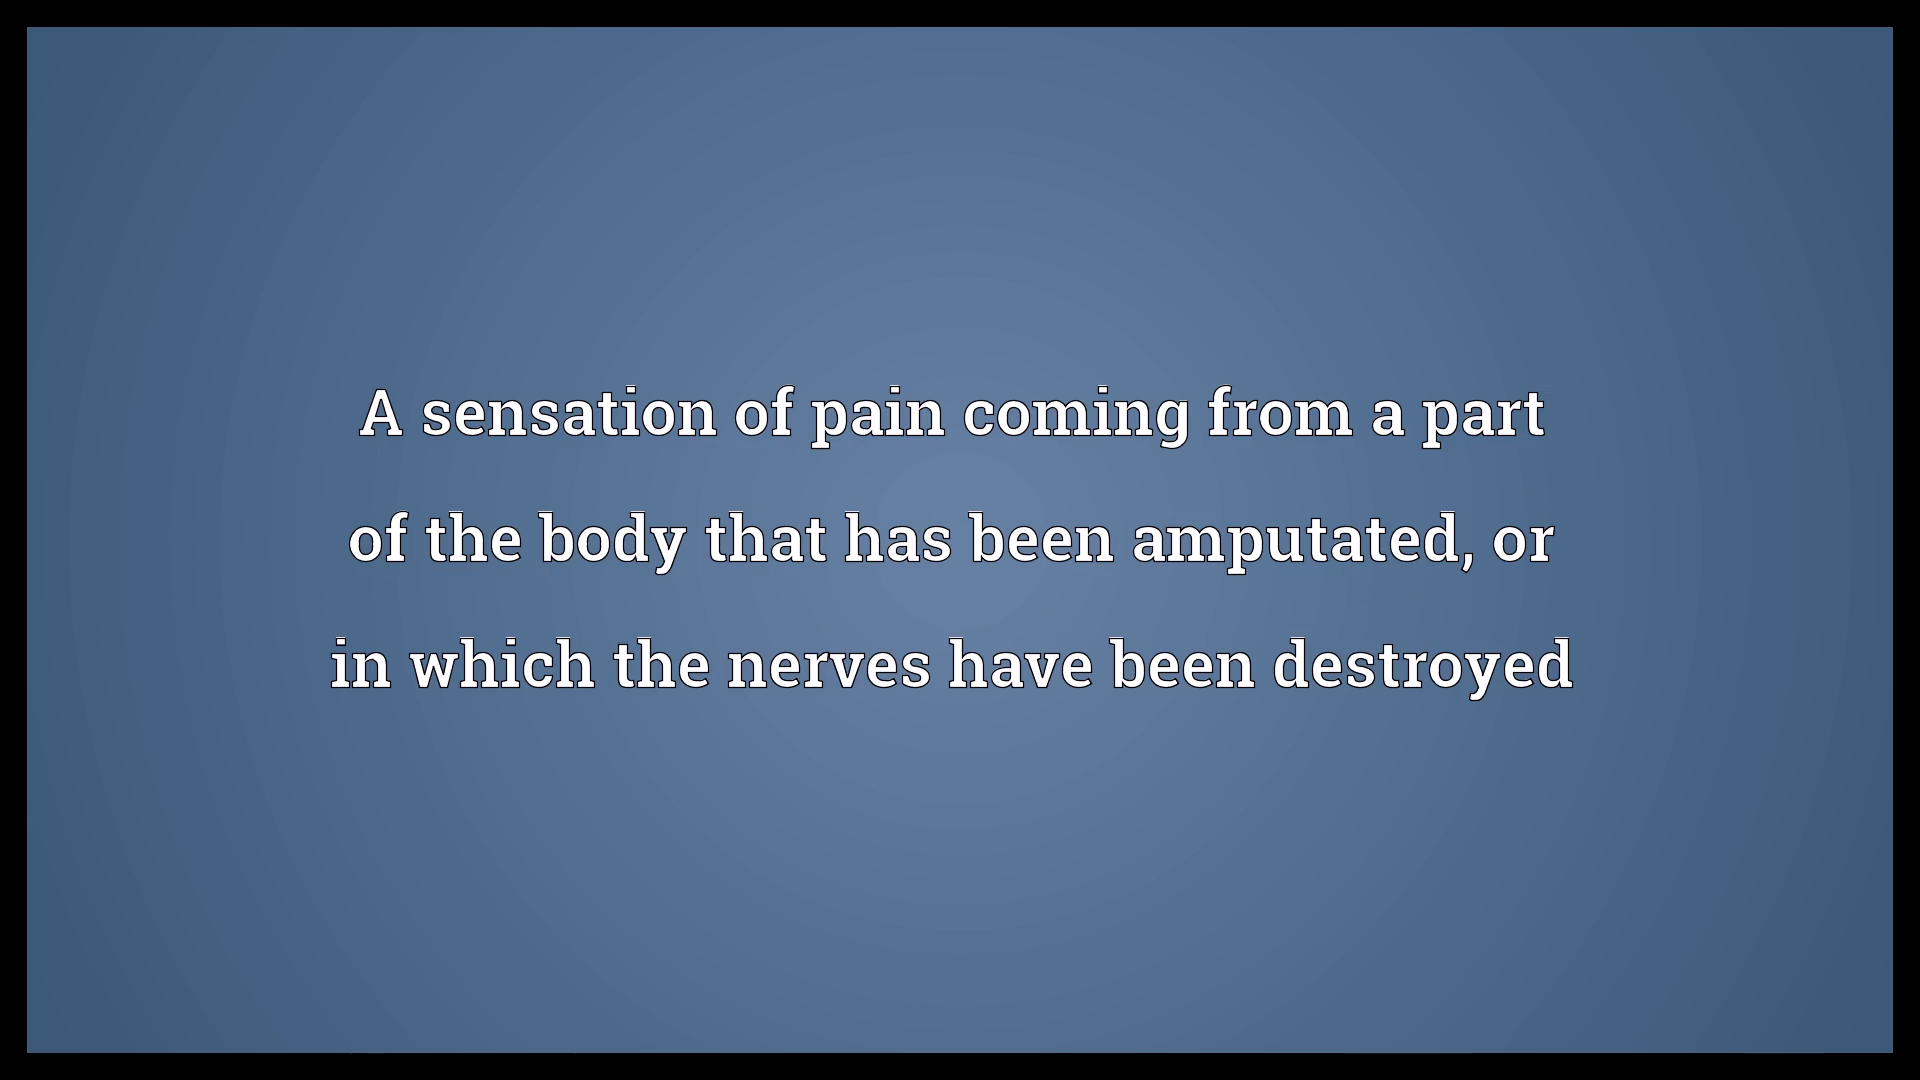 A sensation of pain coming from a part
of the body that has been amputated, or
in which the nerves have been destroyed